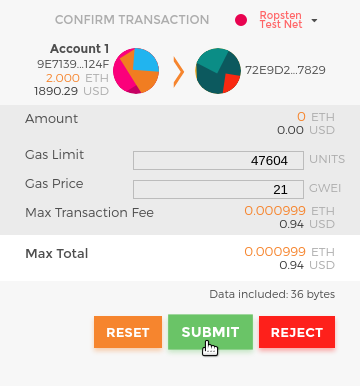 CONFIRM TRANSACTION
Ropsten
Test Net
Account 1
9E7139...124F
2.000 ETH
1890.29 USD
72E9D2...7829
Amount 0 ETH
0.00 USD
Gas Limit 47604 UNITS
Gas Price 21 GWEI
Max Transaction Fee 0.000999 ETH
0.94 USD
Max Total 0.000999 ETH
0.94 USD
Data included: 36 bytes
RESET SUBMIT REJECT